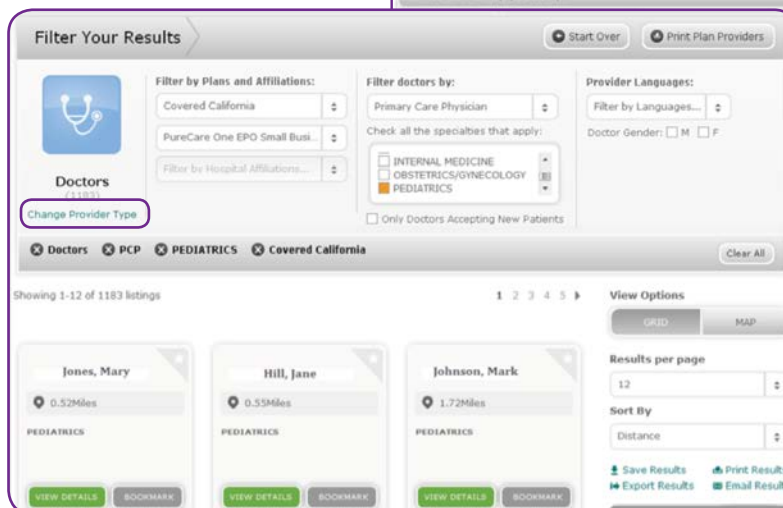 Filter Your Results
Start Over
Print Plan Providers
Doctors
(1183)
Change Provider Type
Filter by Plans and Affiliations:
Covered California
PureCare One EPO Small Busi...
Filter by Hospital Affiliations...
Filter doctors by:
Primary Care Physician
Check all the specialties that apply:
INTERNAL MEDICINE
OBSTETRICS/GYNECOLOGY
PEDIATRICS
Only Doctors Accepting New Patients
Provider Languages:
Filter by Languages...
Doctor Gender: M F
Doctors PCP PEDIATRICS Covered California
Clear All
Showing 1-12 of 1183 listings
1 2 3 4 5
Jones, Mary
0.52Miles
PEDIATRICS
VIEW DETAILS BOOKMARK
Hill, Jane
0.55Miles
PEDIATRICS
VIEW DETAILS BOOKMARK
Johnson, Mark
1.72Miles
PEDIATRICS
VIEW DETAILS BOOKMARK
View Options
GRID MAP
Results per page
12
Sort By
Distance
Save Results Print Result
Export Results Email Result